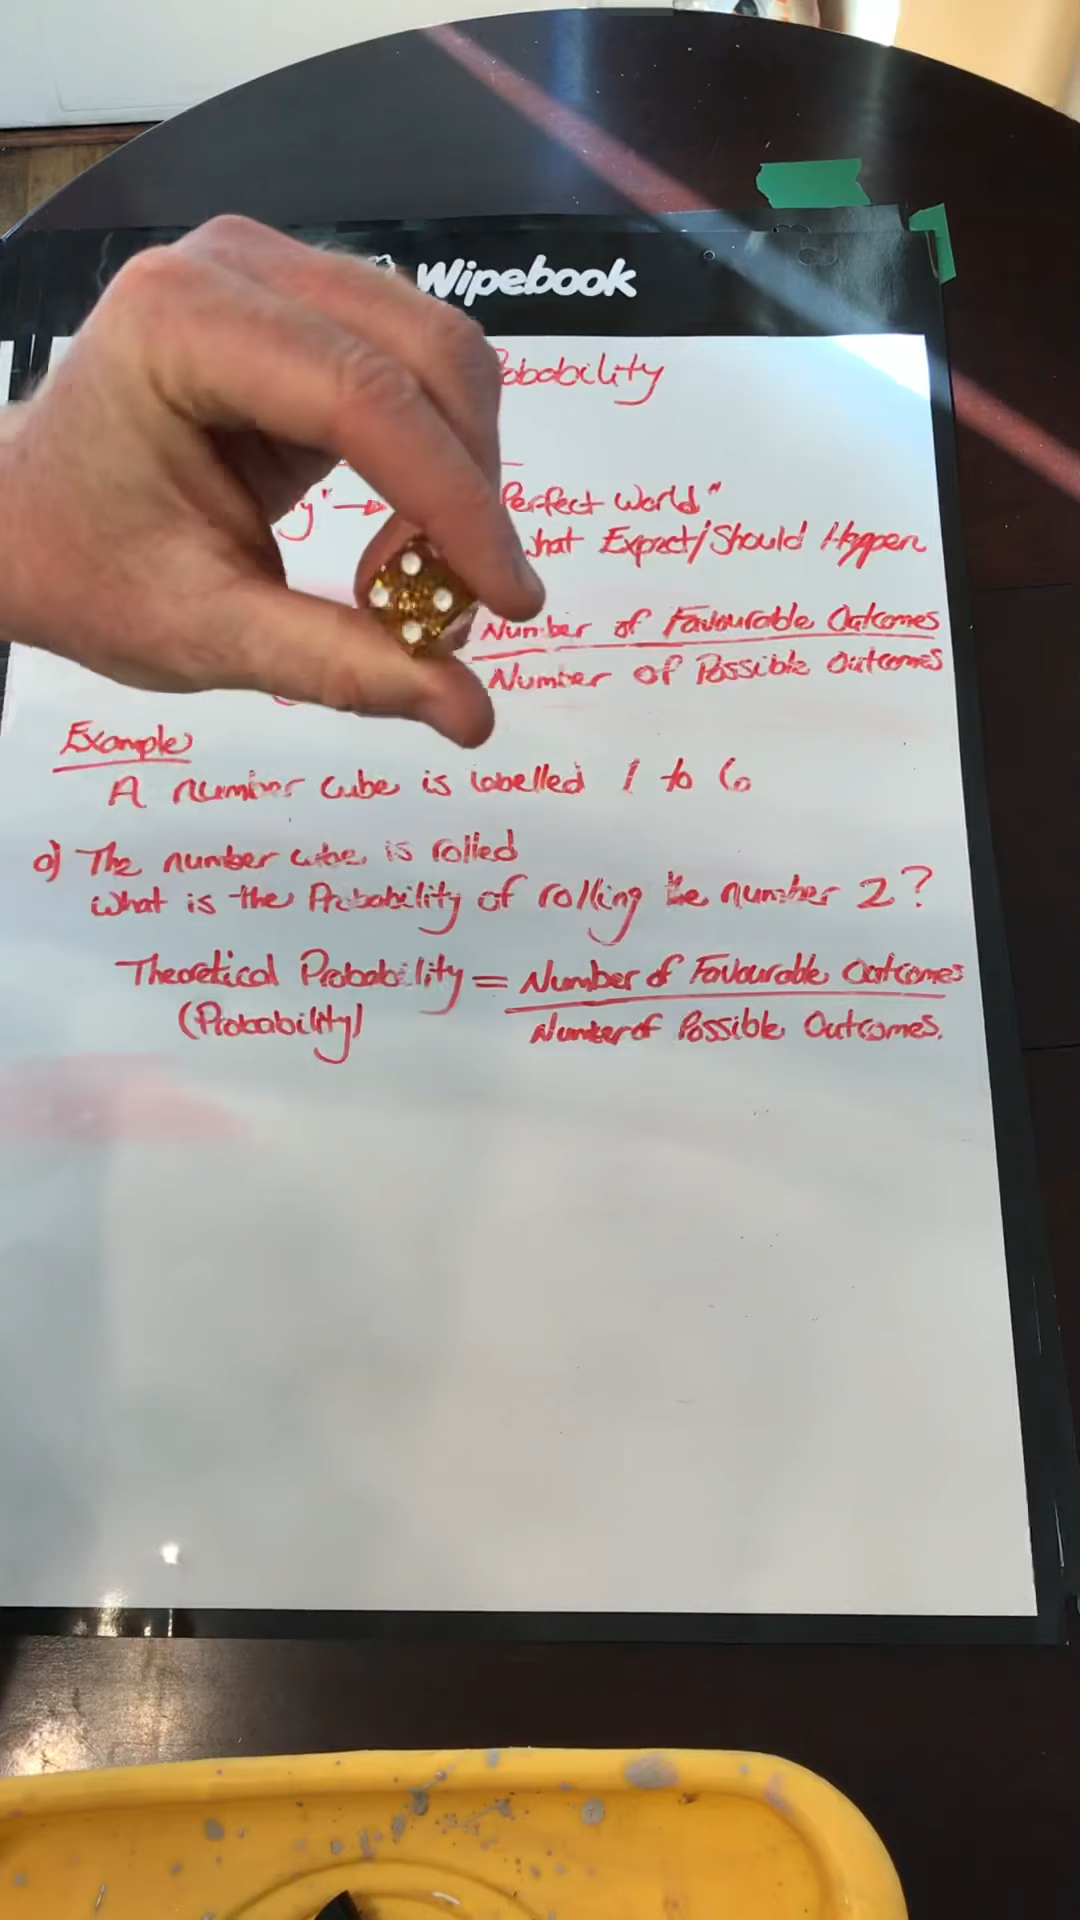 Wipebook
obability
y" → Perfect World"
hat Expect/Should Happen
Number of Favourable Outcomes
Number of Possible Outcomes
Example
A number cube is labelled 1 to 6
a) The number cube is rolled
What is the Probability of rolling the number 2?
Theoretical Probability = Number of Favourable Outcomes
(Probability) Number of Possible Outcomes.